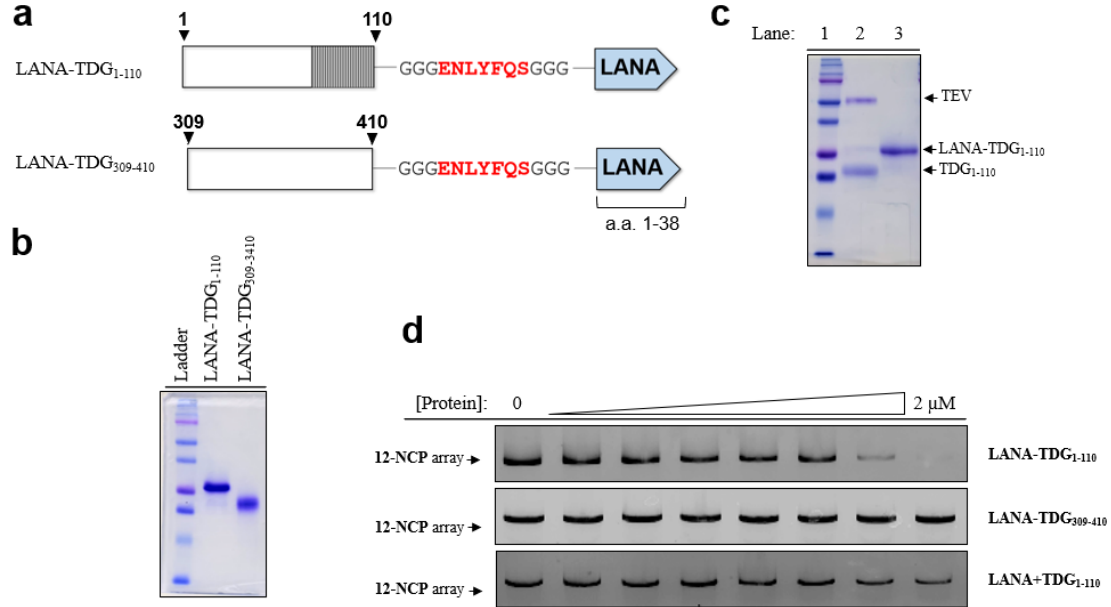 a
1 110
LANA-TDG1-110
GGGENLYFQSGGG
LANA
309 410
LANA-TDG309-410
GGGENLYFQSGGG
LANA
a.a. 1-38
b
Ladder
LANA-TDG1-110
LANA-TDG309-3410
c
Lane: 1 2 3
TEV
LANA-TDG1-110
TDG1-110
d
[Protein]: 0 2 µM
12-NCP array LANA-TDG1-110
12-NCP array LANA-TDG309-410
12-NCP array LANA+TDG1-110